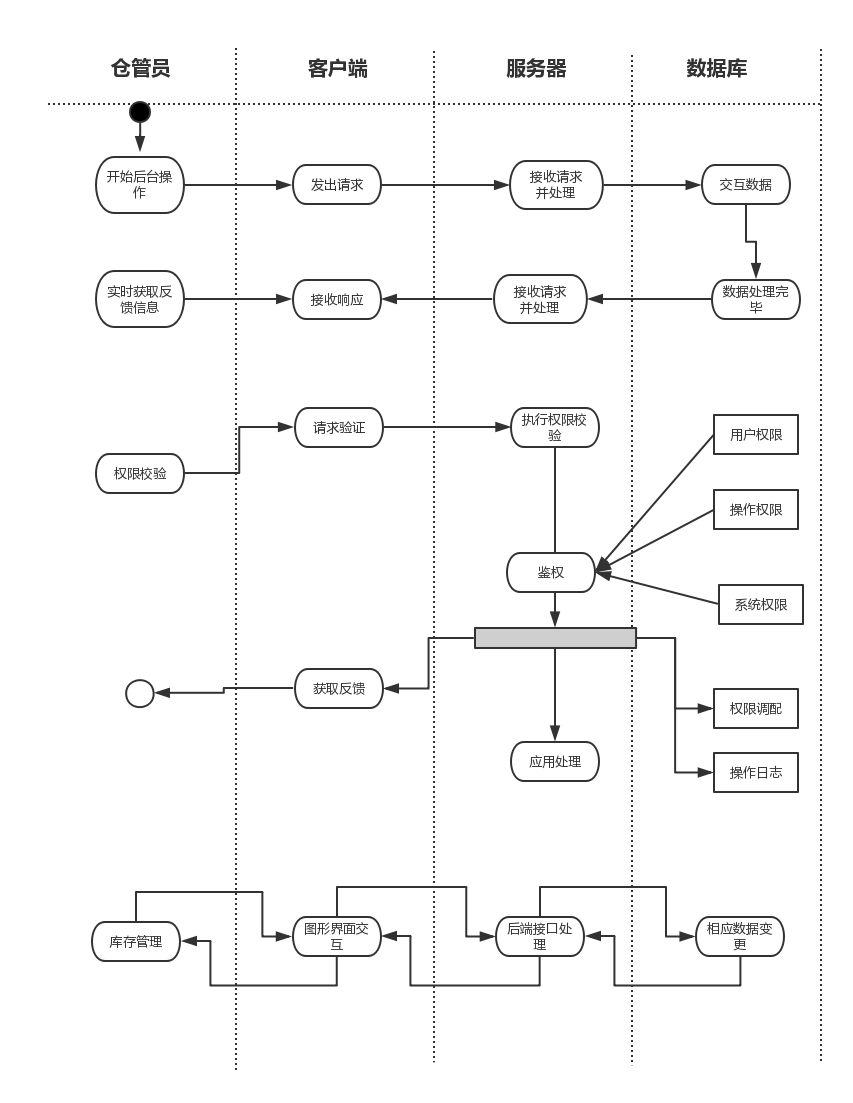 仓管员
客户端
服务器
数据库
开始后台操
作
发出请求
接收请求
并处理
交互数据
实时获取反
馈信息
接收响应
接收请求
并处理
数据处理完
毕
权限校验
请求验证
执行权限校
验
用户权限
操作权限
鉴权
系统权限
获取反馈
权限调配
应用处理
操作日志
库存管理
图形界面交
互
后端接口处
理
相应数据变
更